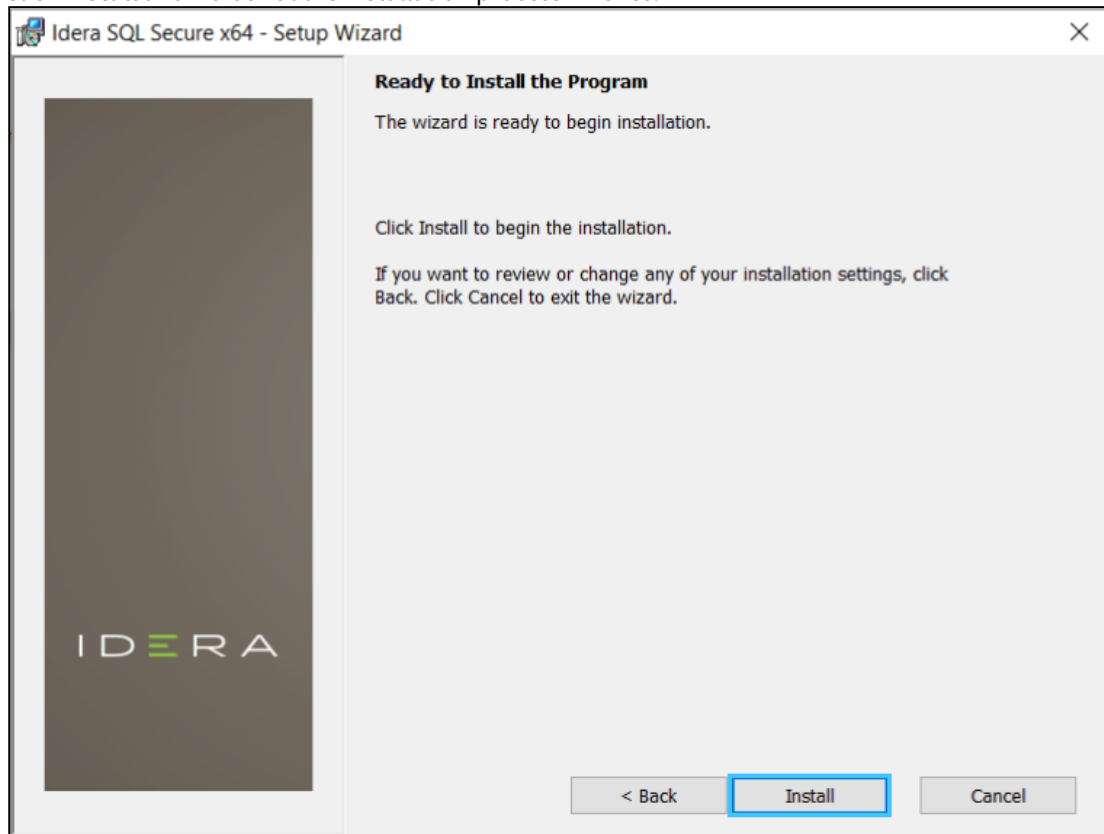 Idera SQL Secure x64 - Setup Wizard
Ready to Install the Program
The wizard is ready to begin installation.
Click Install to begin the installation.
If you want to review or change any of your installation settings, click
Back. Click Cancel to exit the wizard.
IDERA
< Back
Install
Cancel